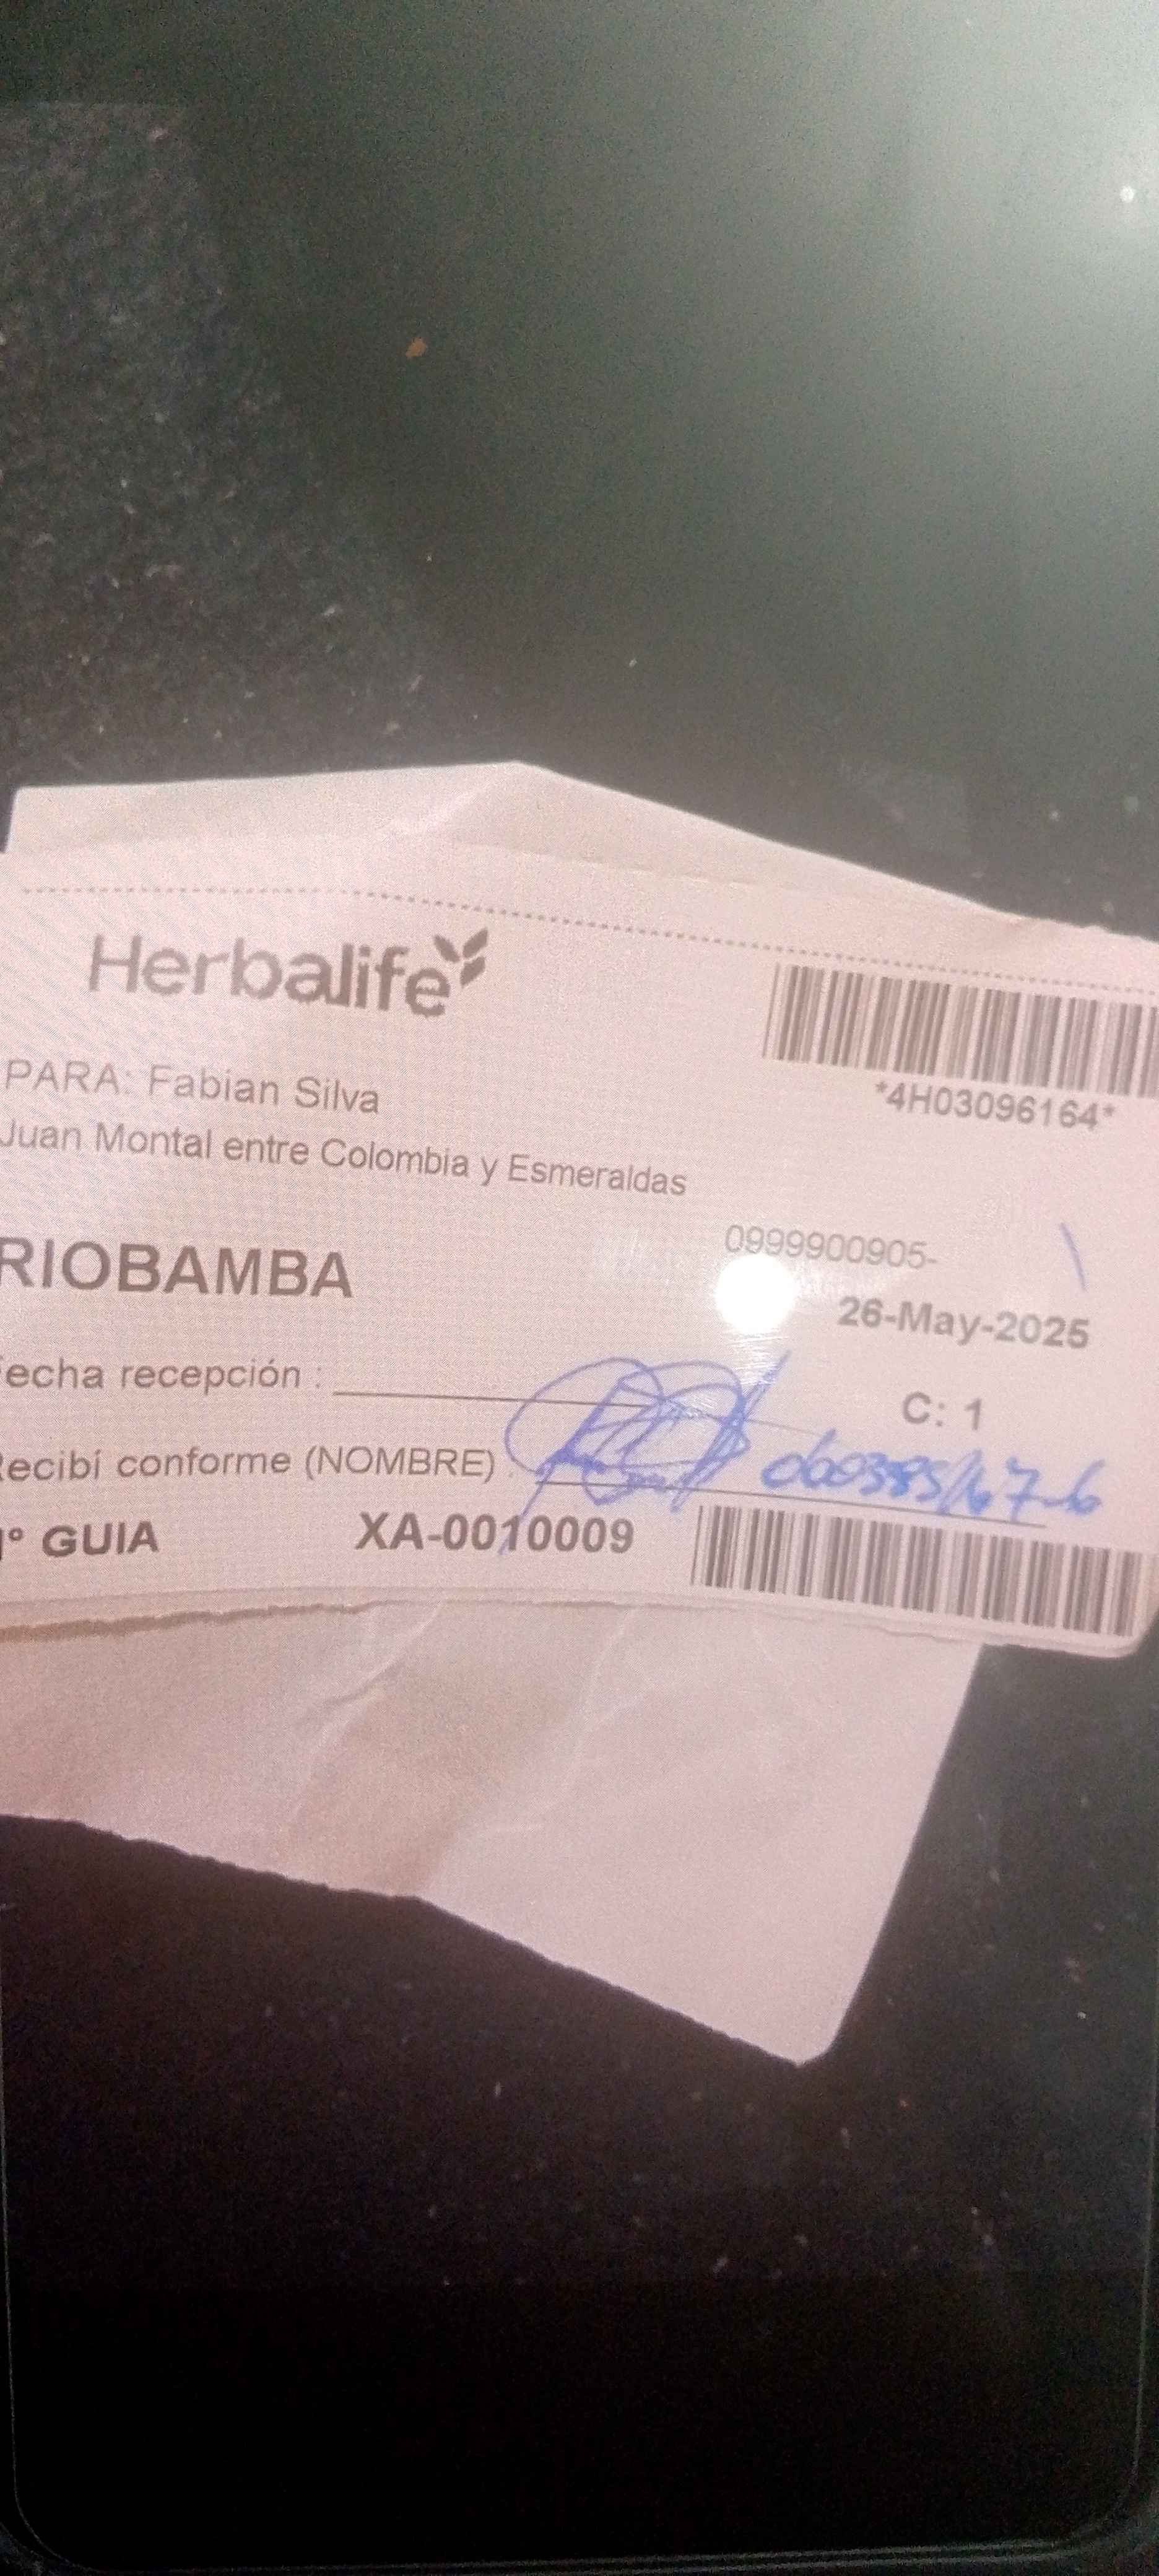 Herbalife
*4H03096164*
PARA: Fabian Silva
Juan Montal entre Colombia y Esmeraldas
0999900905-
RIOBAMBA
26-May-2025
echa recepción :
C: 1
ecibí conforme (NOMBRE)
° GUIA XA-0010009